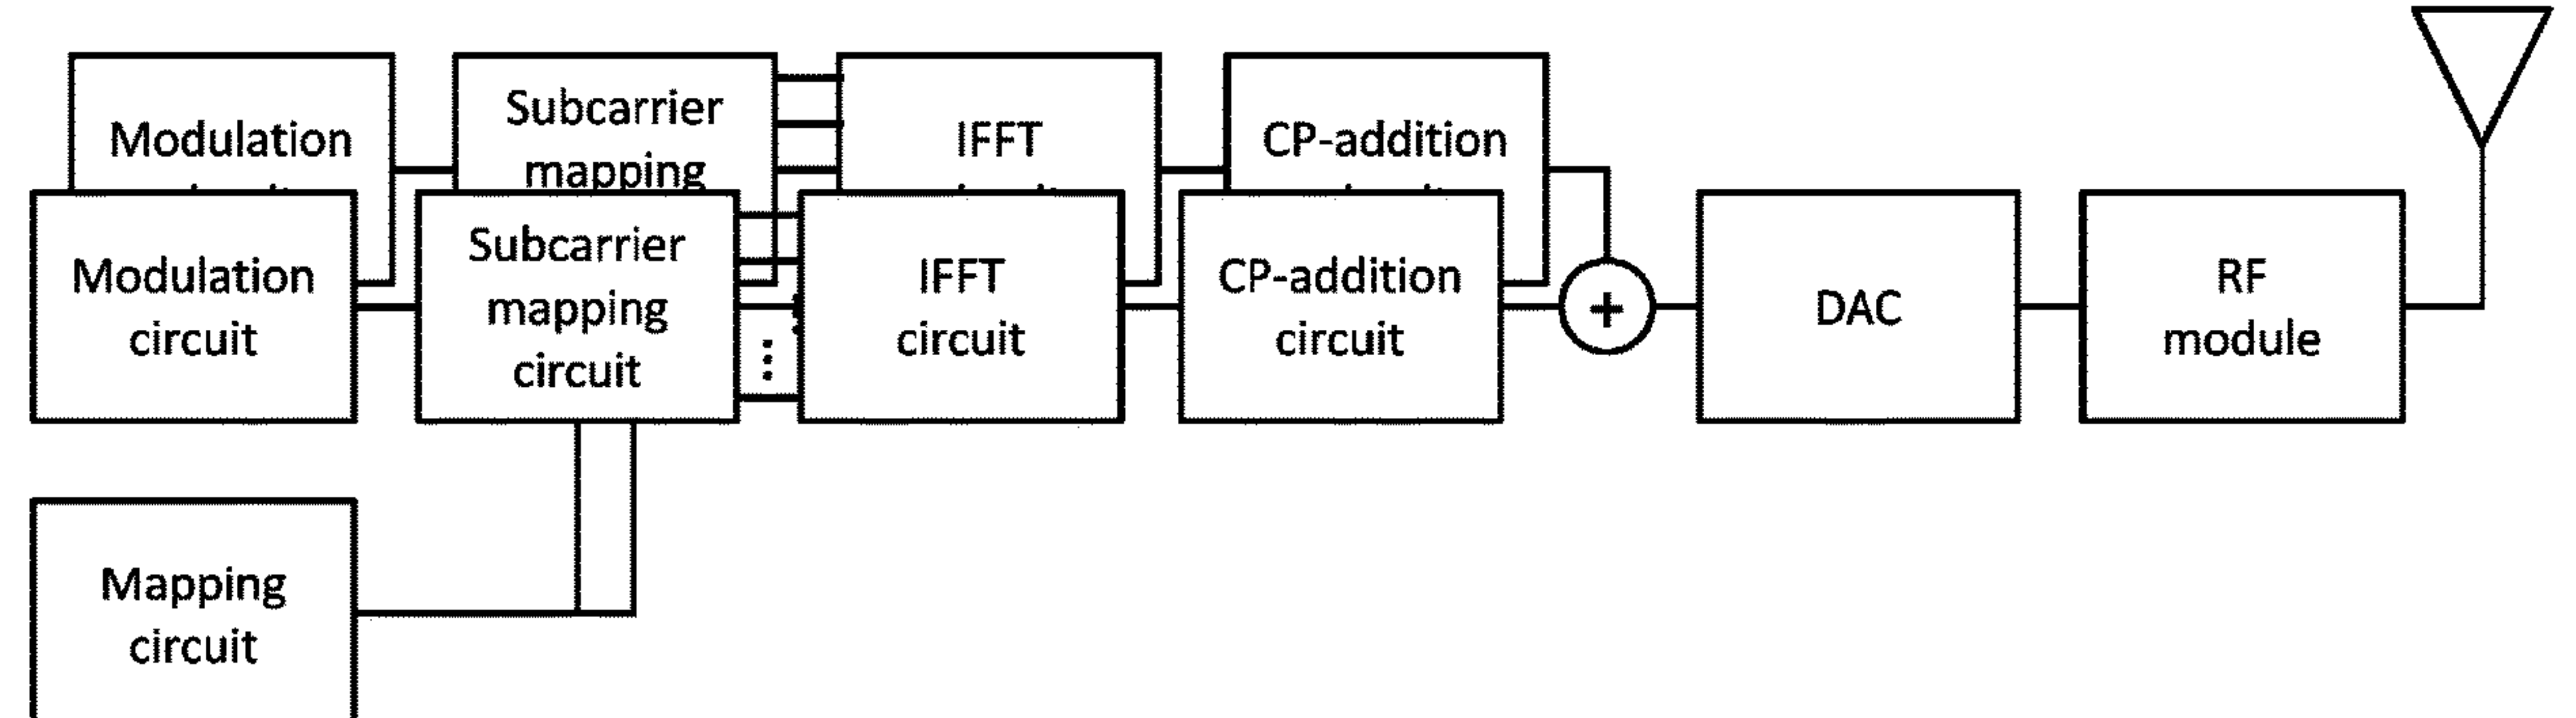 Modulation
Subcarrier
mapping
IFFT
CP-addition
Modulation
circuit
Subcarrier
mapping
circuit
IFFT
circuit
CP-addition
circuit
+
DAC
RF
module
Mapping
circuit